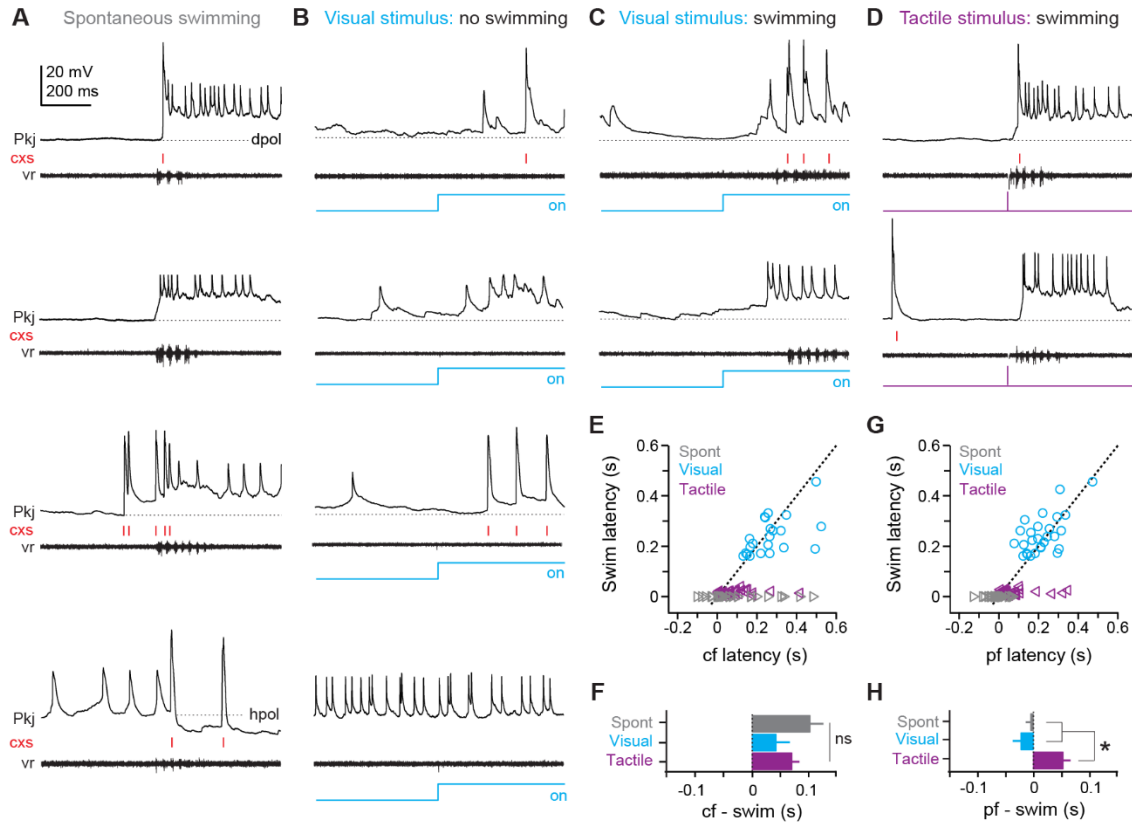 A Spontaneous swimming
B Visual stimulus: no swimming
C Visual stimulus: swimming
D Tactile stimulus: swimming
20 mV
200 ms
Pkj
dpol
cxs
vr
on
on
Pkj
cxs
vr
on
on
Pkj
cxs
vr
on
Pkj
hpol
cxs
vr
on
E
Spont
Visual
Tactile
Swim latency (s)
0.6
0.4
0.2
0
-0.2 0 0.2 0.4 0.6
cf latency (s)
G
Spont
Visual
Tactile
Swim latency (s)
0.6
0.4
0.2
0
-0.2 0 0.2 0.4 0.6
pf latency (s)
F
Spont
Visual
Tactile
ns
-0.1 0 0.1
cf - swim (s)
H
Spont
Visual
Tactile
*
-0.1 0 0.1
pf - swim (s)